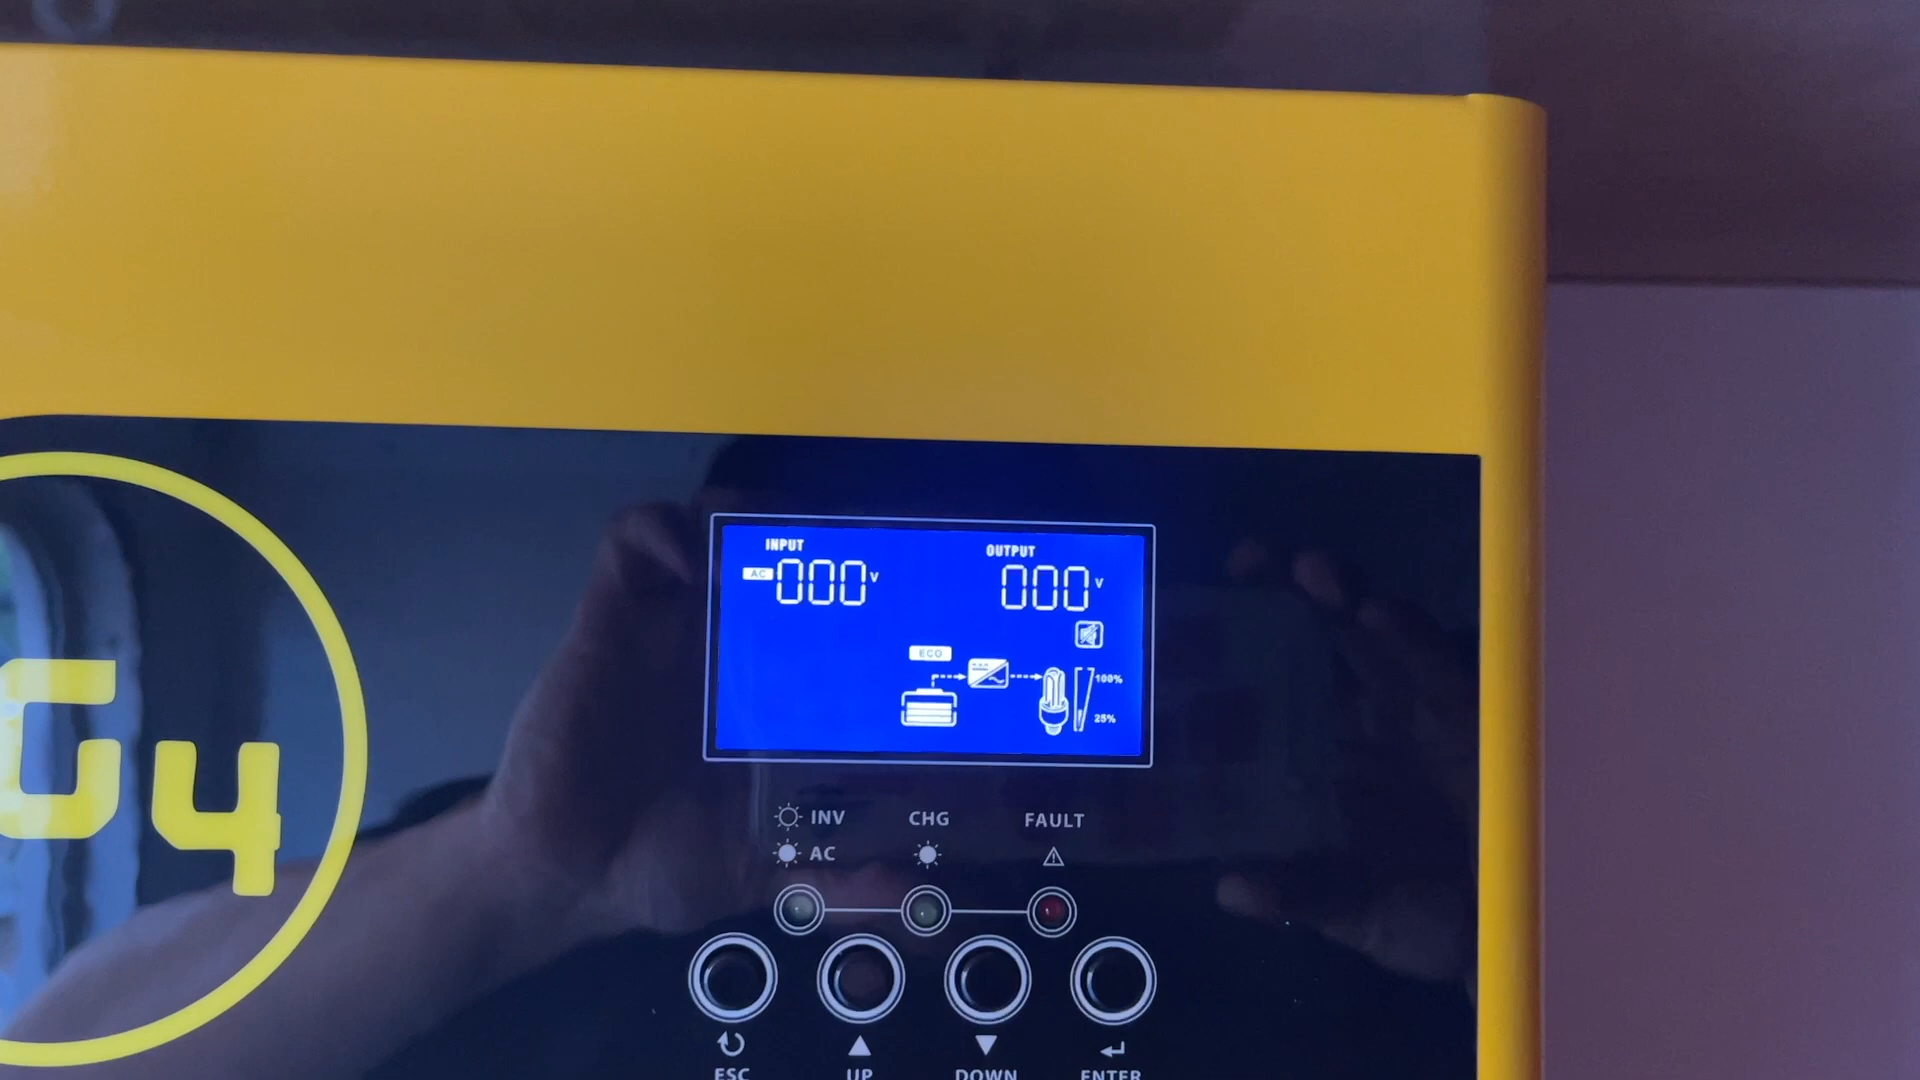 G4
INPUT
OUTPUT
AC 000 V
000 V
ECO
100%
25%
INV
CHG
FAULT
AC
ESC
UP
DOWN
ENTER